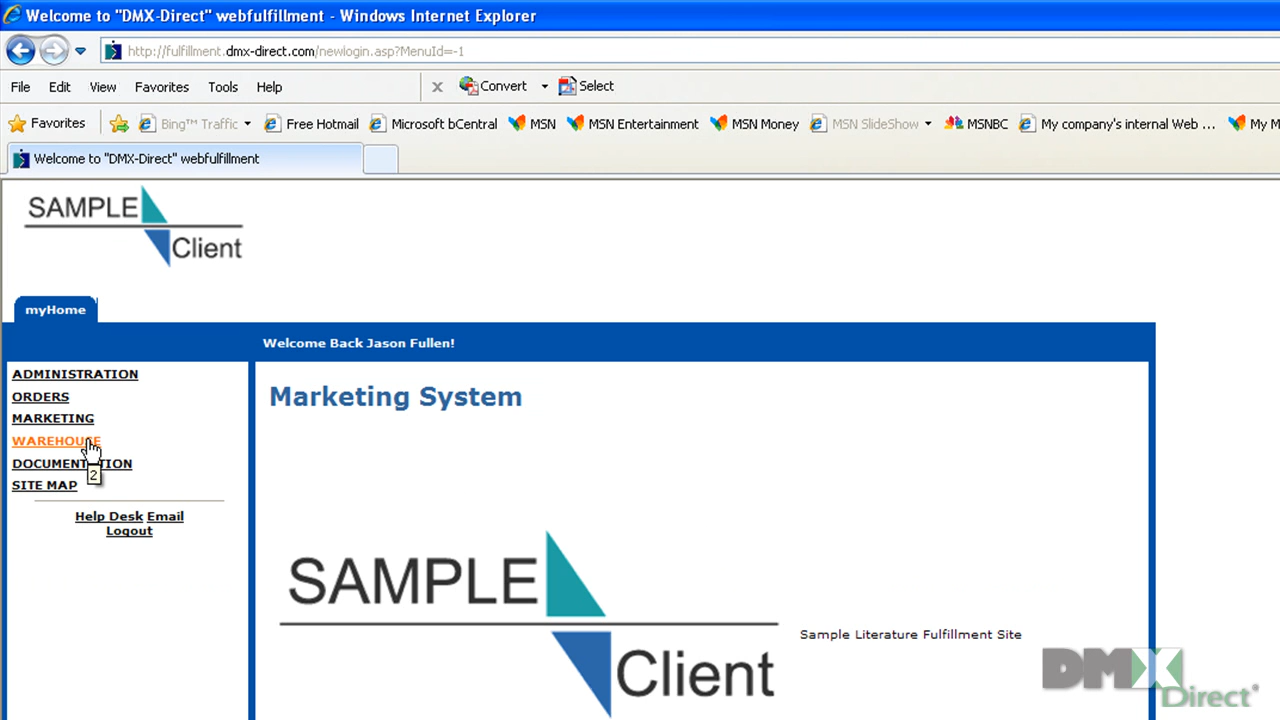 Welcome to "DMX-Direct" webfulfillment - Windows Internet Explorer
http://fulfillment.dmx-direct.com/newlogin.asp?MenuId=-1
File Edit View Favorites Tools Help x Convert Select
Favorites Bing™ Traffic Free Hotmail Microsoft bCentral MSN MSN Entertainment MSN Money MSN SlideShow MSNBC My company's internal Web ... My M
Welcome to "DMX-Direct" webfulfillment
SAMPLE
Client
myHome
Welcome Back Jason Fullen!
ADMINISTRATION
ORDERS
MARKETING
WAREHOUSE
DOCUMENTATION
2
SITE MAP
Help Desk Email
Logout
Marketing System
SAMPLE
Client
Sample Literature Fulfillment Site
DMX
Direct®